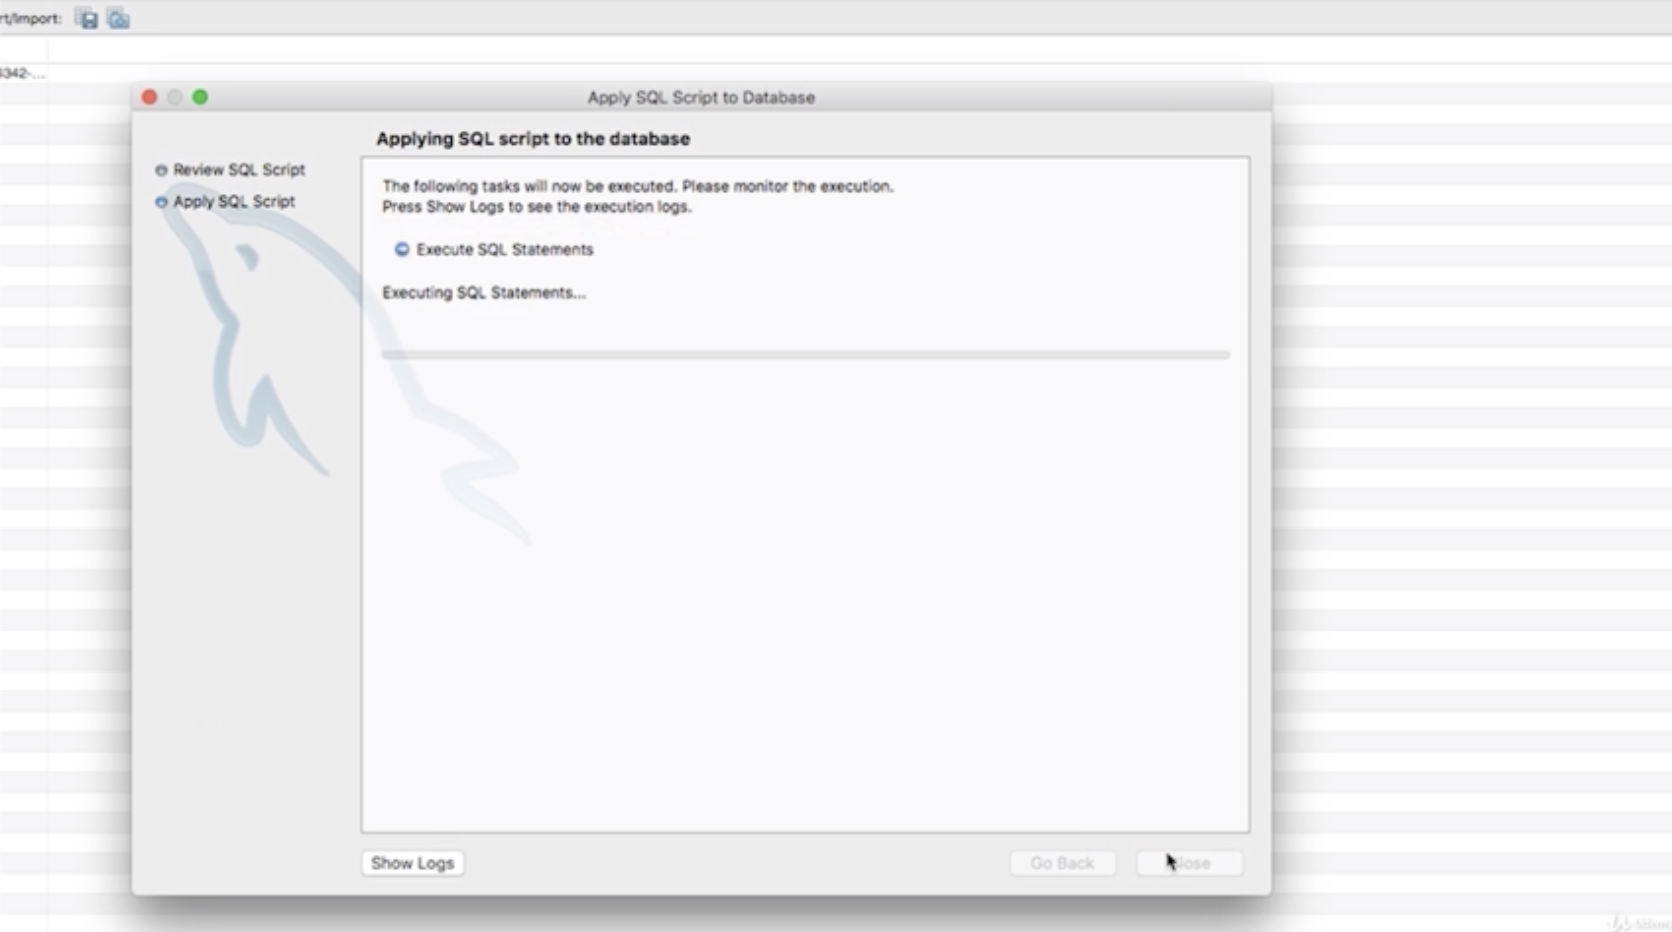 rt/Import:
Apply SQL Script to Database
Applying SQL script to the database
Review SQL Script
Apply SQL Script
The following tasks will now be executed. Please monitor the execution.
Press Show Logs to see the execution logs.
Execute SQL Statements
Executing SQL Statements...
Show Logs
Go Back
lose